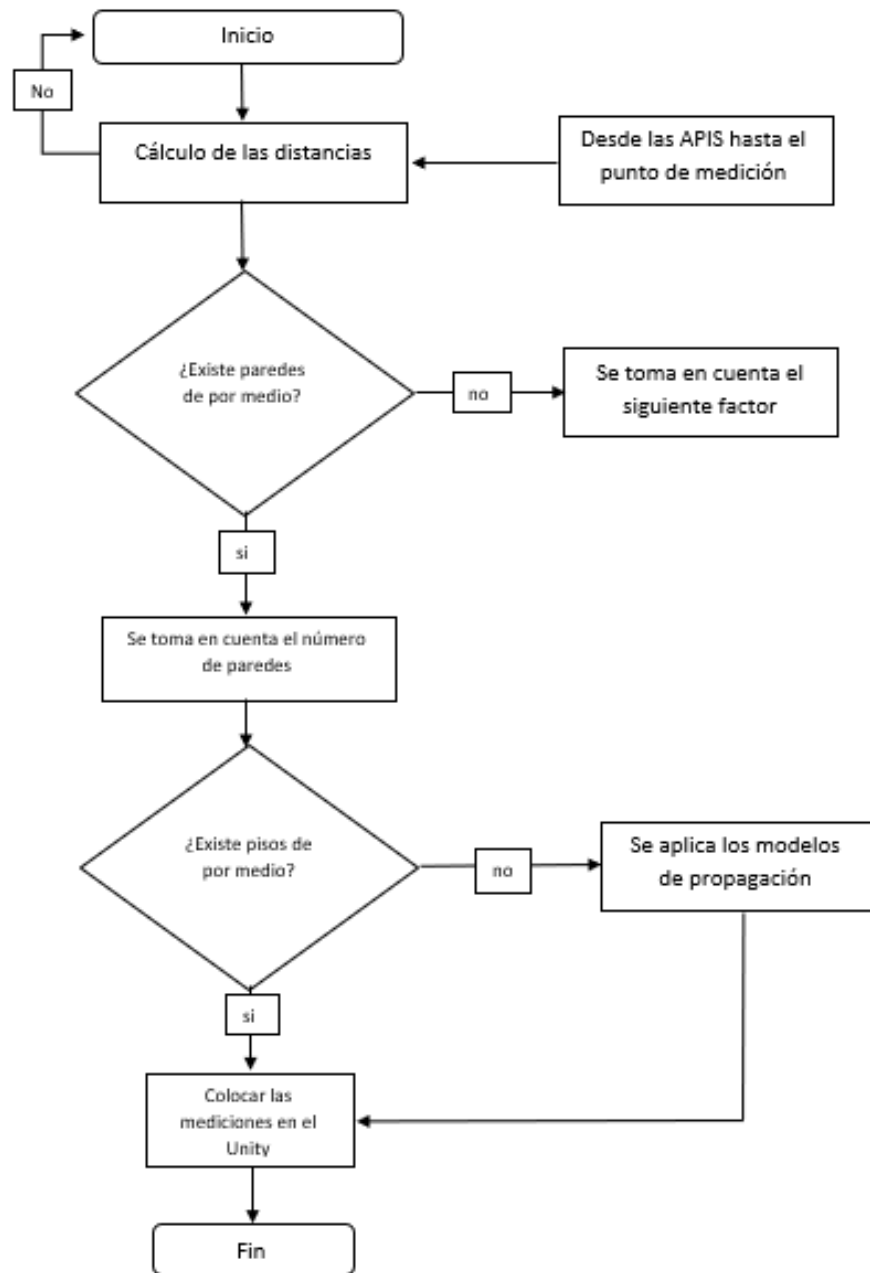 Inicio
No
Cálculo de las distancias
Desde las APIS hasta el
punto de medición
¿Existe paredes
de por medio?
no
Se toma en cuenta el
siguiente factor
si
Se toma en cuenta el número
de paredes
¿Existe pisos de
por medio?
no
Se aplica los modelos
de propagación
si
Colocar las
mediciones en el
Unity
Fin